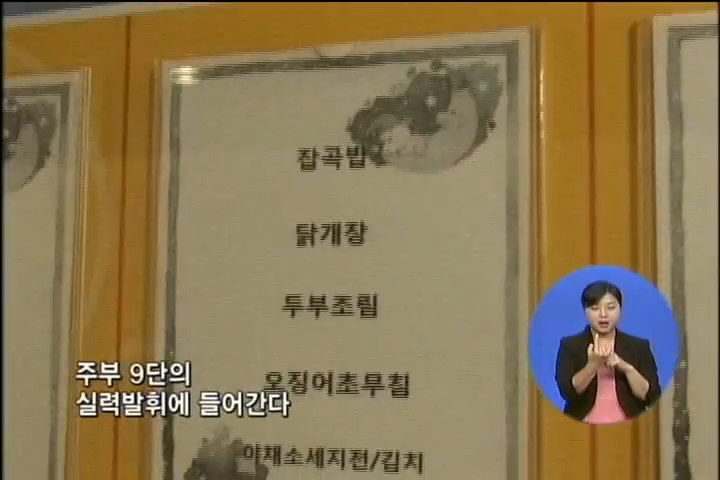 잡곡밥
닭개장
두부조림
오징어초무침
야채소세지전/김치
주부 9단의
실력발휘에 들어간다